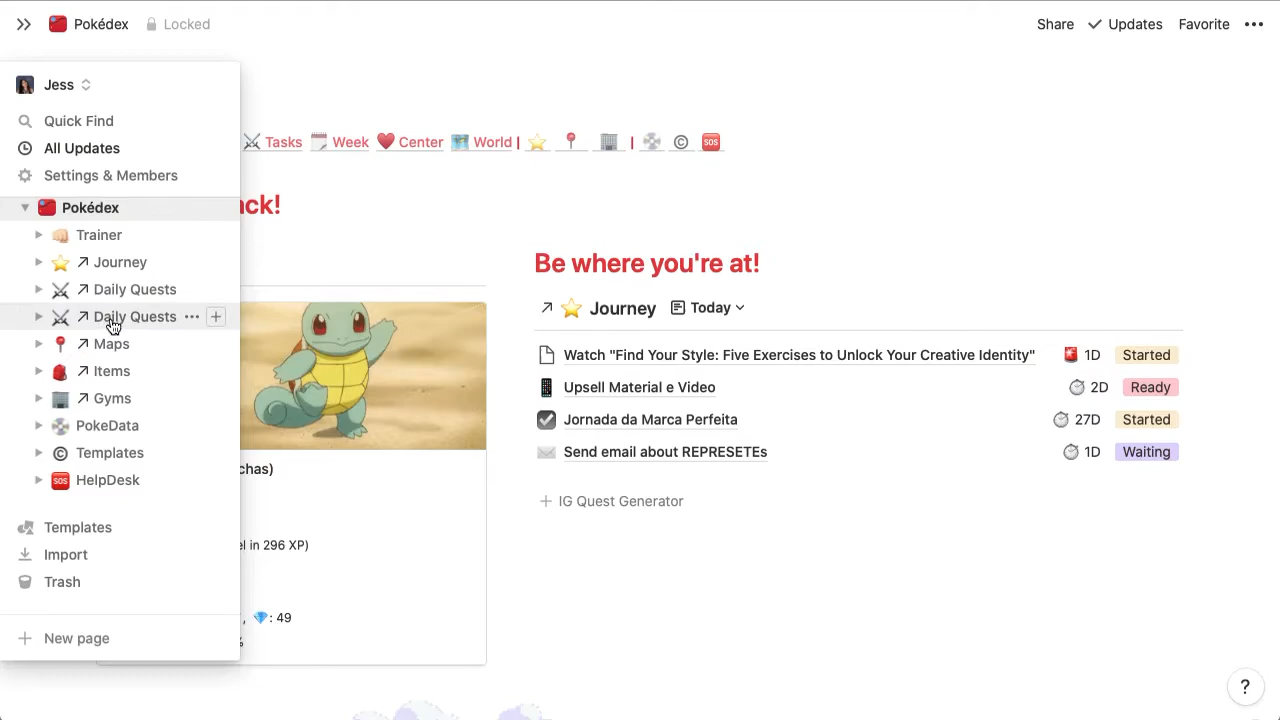 Pokédex Locked
Share Updates Favorite
Jess
Quick Find
All Updates
Settings & Members
Pokédex
Trainer
Journey
Daily Quests
Daily Quests
Maps
Items
Gyms
PokeData
Templates
HelpDesk
Templates
Import
Trash
New page
Tasks Week Center World | |
SOS
ack!
chas)
el in 296 XP)
, : 49
%
Be where you're at!
Journey Today
Watch "Find Your Style: Five Exercises to Unlock Your Creative Identity" 1D Started
Upsell Material e Video 2D Ready
Jornada da Marca Perfeita 27D Started
Send email about REPRESETEs 1D Waiting
IG Quest Generator
?